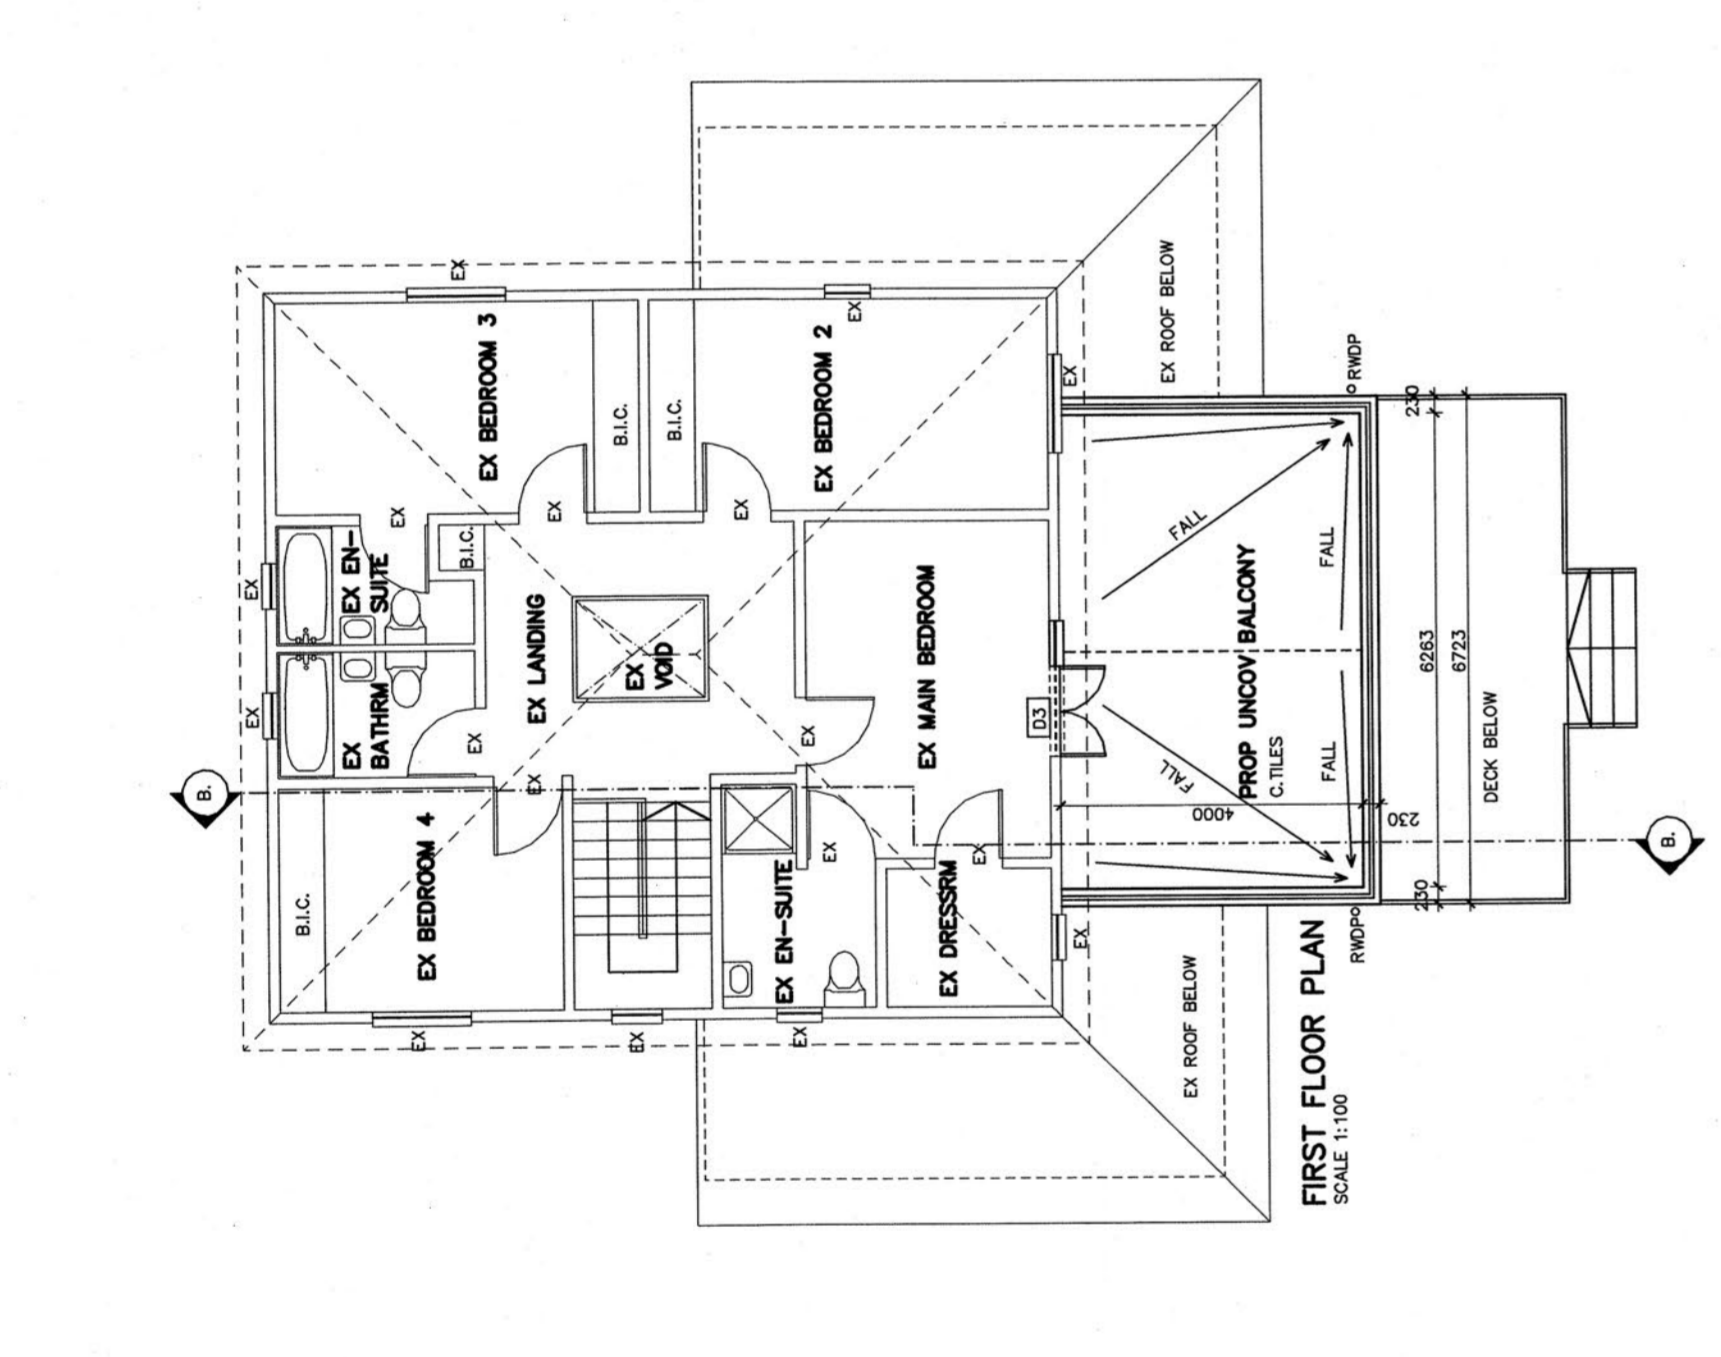 EX
EX BEDROOM 3
EX
B.I.C.
B.I.C.
EX BEDROOM 2
EX
EX
EX
EX
EX ROOF BELOW
RWDP
EX
EX EN-
SUITE
B.I.C.
EX LANDING
EX
VOID
EX MAIN BEDROOM
D3
EX
EX
BATHRM
EX
EX
EX
FALL
FALL
PROP UNCOV BALCONY
C.TILES
FALL
FALL
4000
230
230
6263
6723
230
DECK BELOW
B.
B.
B.I.C.
EX BEDROOM 4
EX
EX
EX EN-SUITE
EX
EX
EX DRESSRM
EX
EX
RWDP
EX ROOF BELOW
FIRST FLOOR PLAN
SCALE 1:100